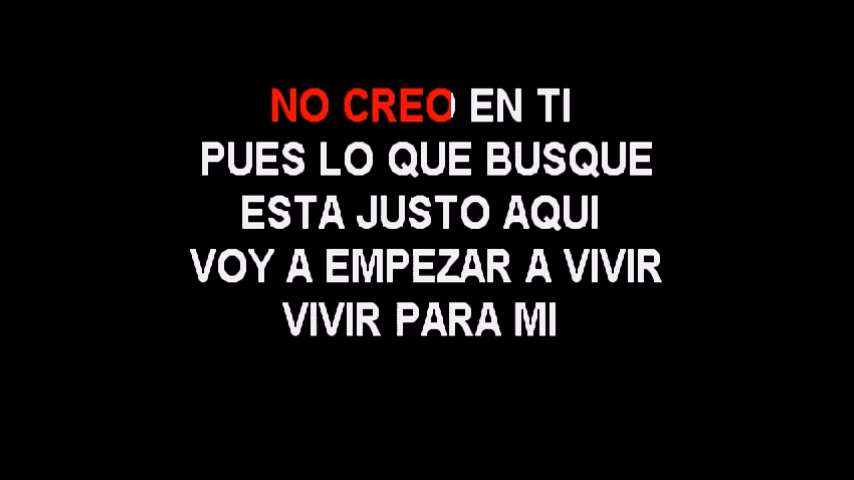 NO CREO EN TI
PUES LO QUE BUSQUE
ESTA JUSTO AQUI
VOY A EMPEZAR A VIVIR
VIVIR PARA MI